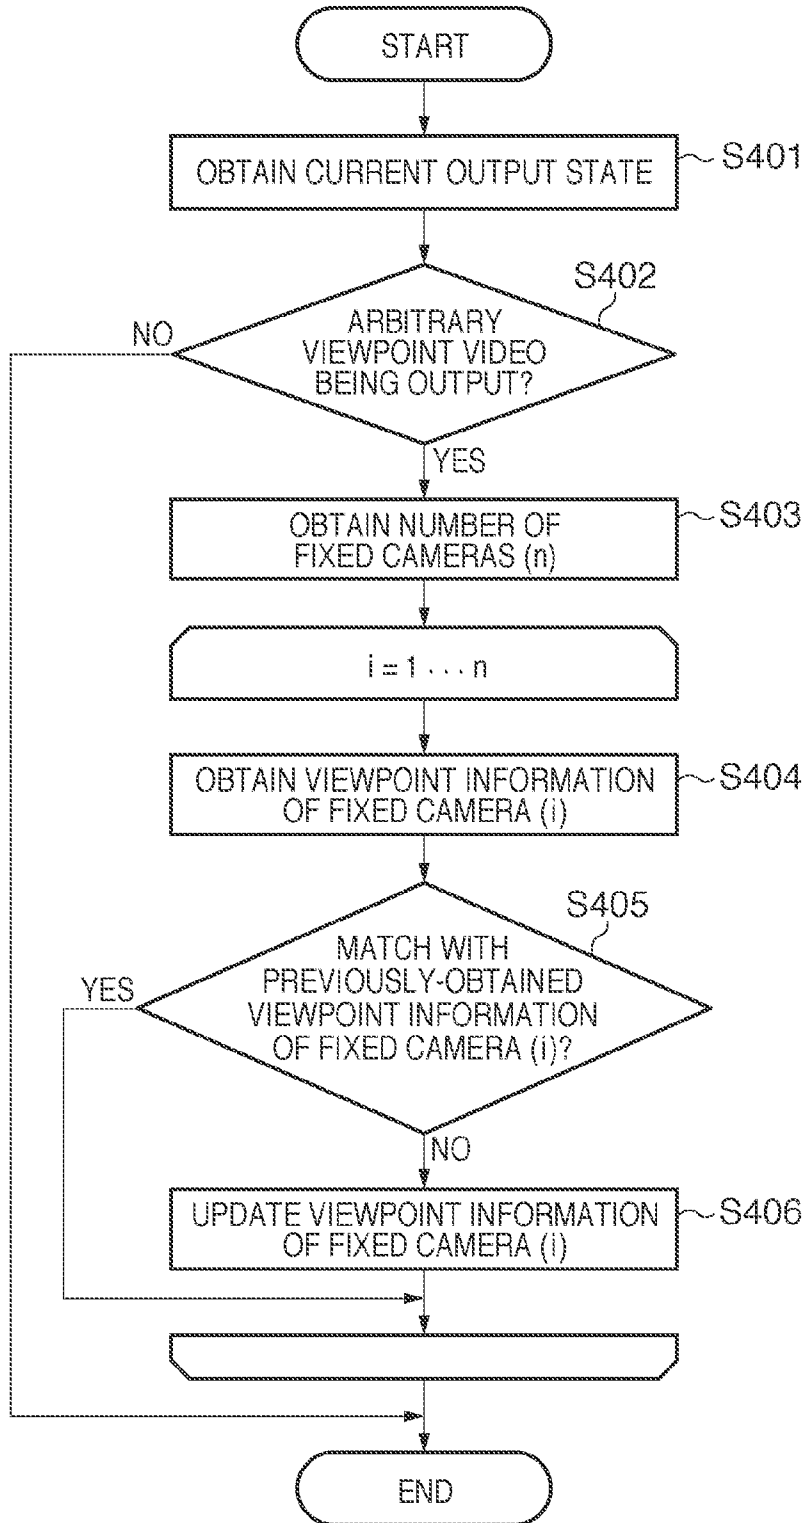 START
OBTAIN CURRENT OUTPUT STATE
S401
S402
ARBITRARY
VIEWPOINT VIDEO
BEING OUTPUT?
NO
YES
OBTAIN NUMBER OF
FIXED CAMERAS (n)
S403
i = 1 · · · n
OBTAIN VIEWPOINT INFORMATION
OF FIXED CAMERA (i)
S404
S405
MATCH WITH
PREVIOUSLY-OBTAINED
VIEWPOINT INFORMATION
OF FIXED CAMERA (i)?
YES
NO
UPDATE VIEWPOINT INFORMATION
OF FIXED CAMERA (i)
S406
END